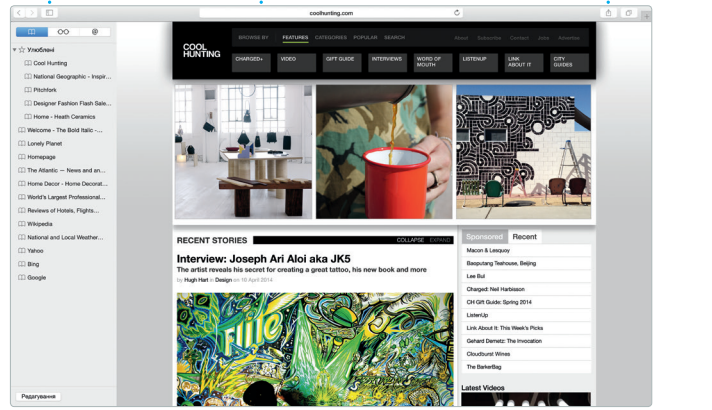 coolhunting.com
Улюблені
Cool Hunting
National Geographic - Inspir...
Pitchfork
Designer Fashion Flash Sale...
Home - Heath Ceramics
Welcome - The Bold Italic -...
Lonely Planet
Homepage
The Atlantic — News and an...
Home Decor - Home Decorat...
World's Largest Professional...
Reviews of Hotels, Flights...
Wikipedia
National and Local Weather...
Yahoo
Bing
Google
Редагування
COOL
HUNTING
BROWSE BY FEATURES CATEGORIES POPULAR SEARCH
About Subscribe Contact Jobs Advertise
CHARGED+ VIDEO GIFT GUIDE INTERVIEWS WORD OF MOUTH LISTENUP LINK ABOUT IT CITY GUIDES
RECENT STORIES COLLAPSE EXPAND
Interview: Joseph Ari Aloi aka JK5
The artist reveals his secret for creating a great tattoo, his new book and more
by Hugh Hart in Design on 18 April 2014
Sponsored Recent
Macon & Lesquoy
Baoputang Teahouse, Beijing
Lee Bul
Charged: Neil Harbisson
CH Gift Guide: Spring 2014
ListenUp
Link About It: This Week's Picks
Gehard Demetz: The Invocation
Cloudburst Wines
The BarkerBag
Latest Videos